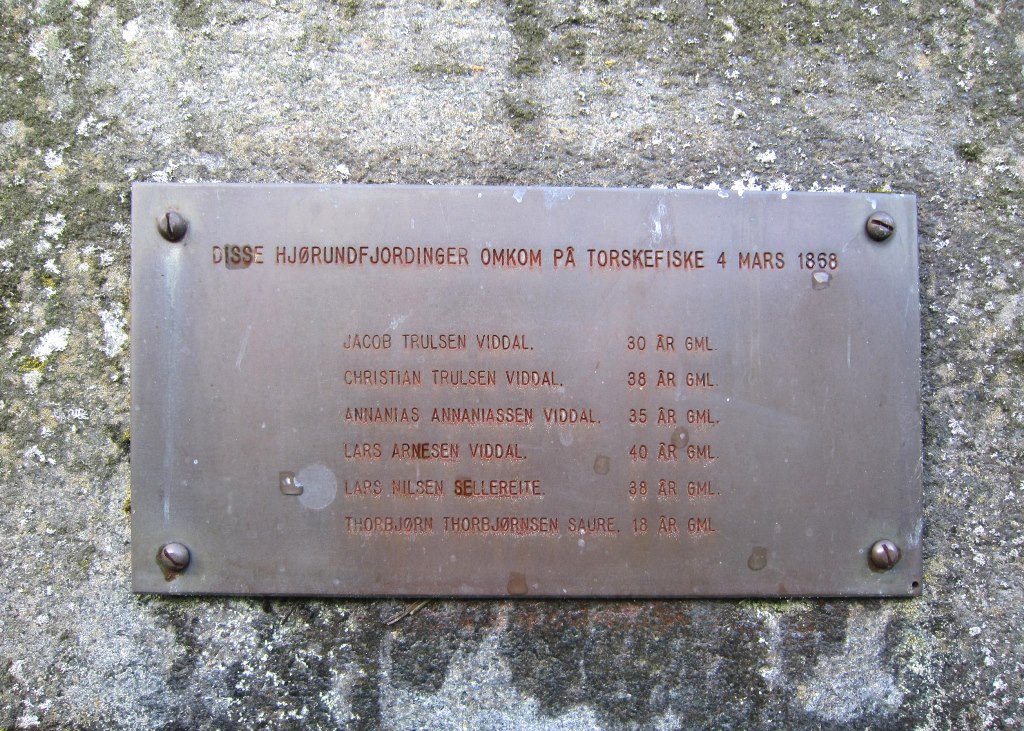 DISSE HJØRUNDFJORDINGER OMKOM PÅ TORSKEFISKE 4 MARS 1868
JACOB TRULSEN VIDDAL. 30 ÅR GML.
CHRISTIAN TRULSEN VIDDAL. 38 ÅR GML.
ANNANIAS ANNANIASSEN VIDDAL. 35 ÅR GML.
LARS ARNESEN VIDDAL. 40 ÅR GML.
LARS NILSEN SELLEREITE. 38 ÅR GML.
THORBJØRN THORBJØRNSEN SAURE. 18 ÅR GML